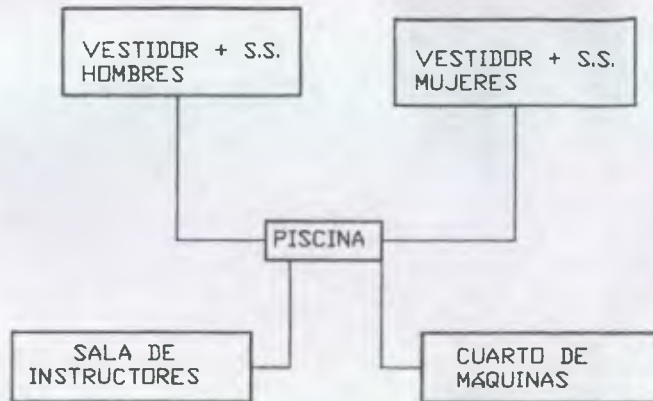 VESTIDOR + S.S.
HOMBRES
VESTIDOR + S.S.
MUJERES
PISCINA
SALA DE
INSTRUCTORES
CUARTO DE
MÁQUINAS